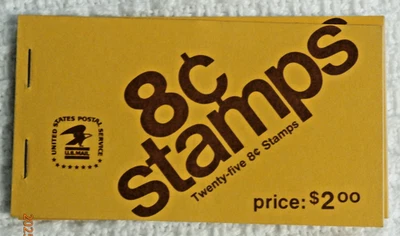 8¢
stamps
Twenty-five 8¢ Stamps
UNITED STATES POSTAL SERVICE
U.S.MAIL
price: $2.00